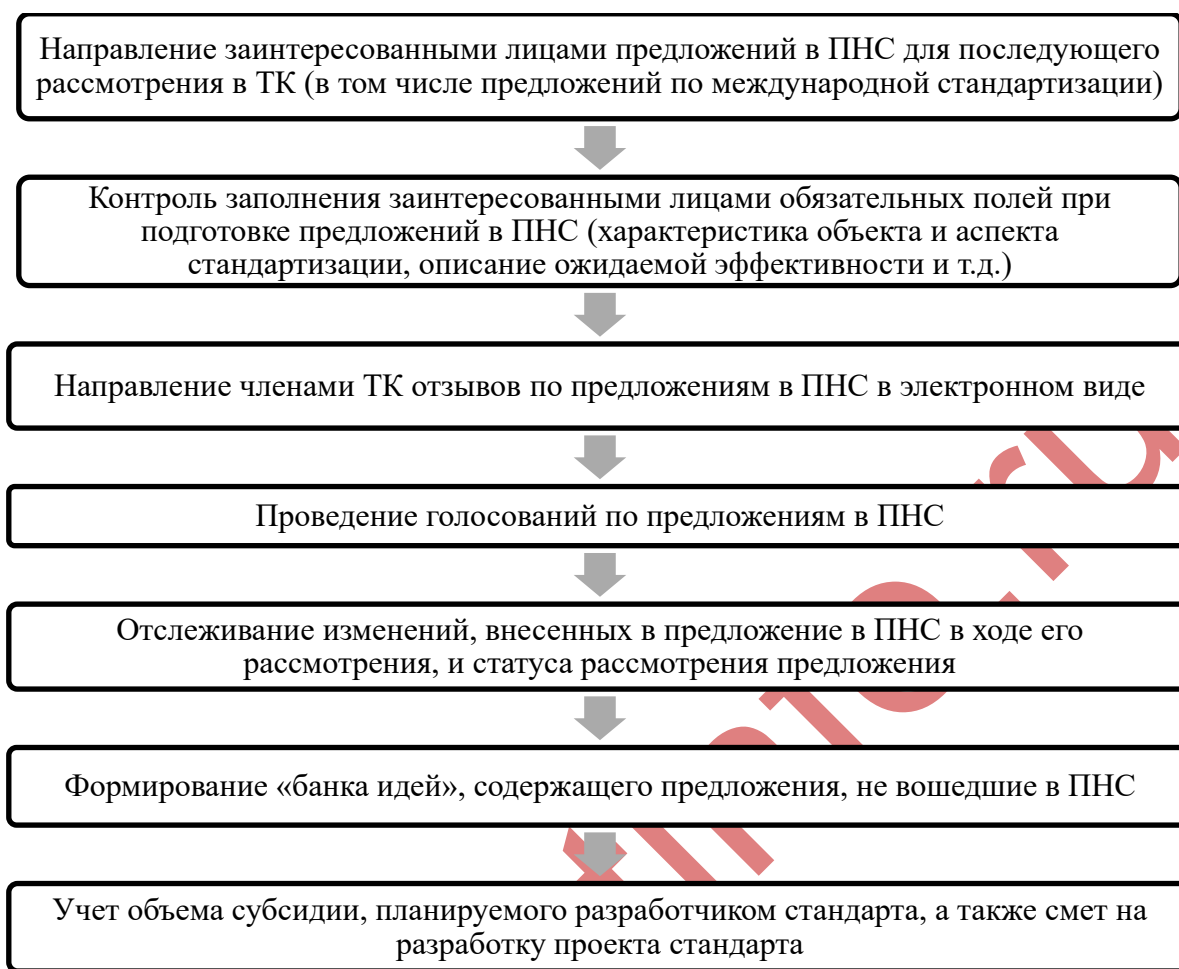 Направление заинтересованными лицами предложений в ПНС для последующего
рассмотрения в ТК (в том числе предложений по международной стандартизации)
Контроль заполнения заинтересованными лицами обязательных полей при
подготовке предложений в ПНС (характеристика объекта и аспекта
стандартизации, описание ожидаемой эффективности и т.д.)
Направление членами ТК отзывов по предложениям в ПНС в электронном виде
Проведение голосований по предложениям в ПНС
Отслеживание изменений, внесенных в предложение в ПНС в ходе его
рассмотрения, и статуса рассмотрения предложения
Формирование «банка идей», содержащего предложения, не вошедшие в ПНС
Учет объема субсидии, планируемого разработчиком стандарта, а также смет на
разработку проекта стандарта